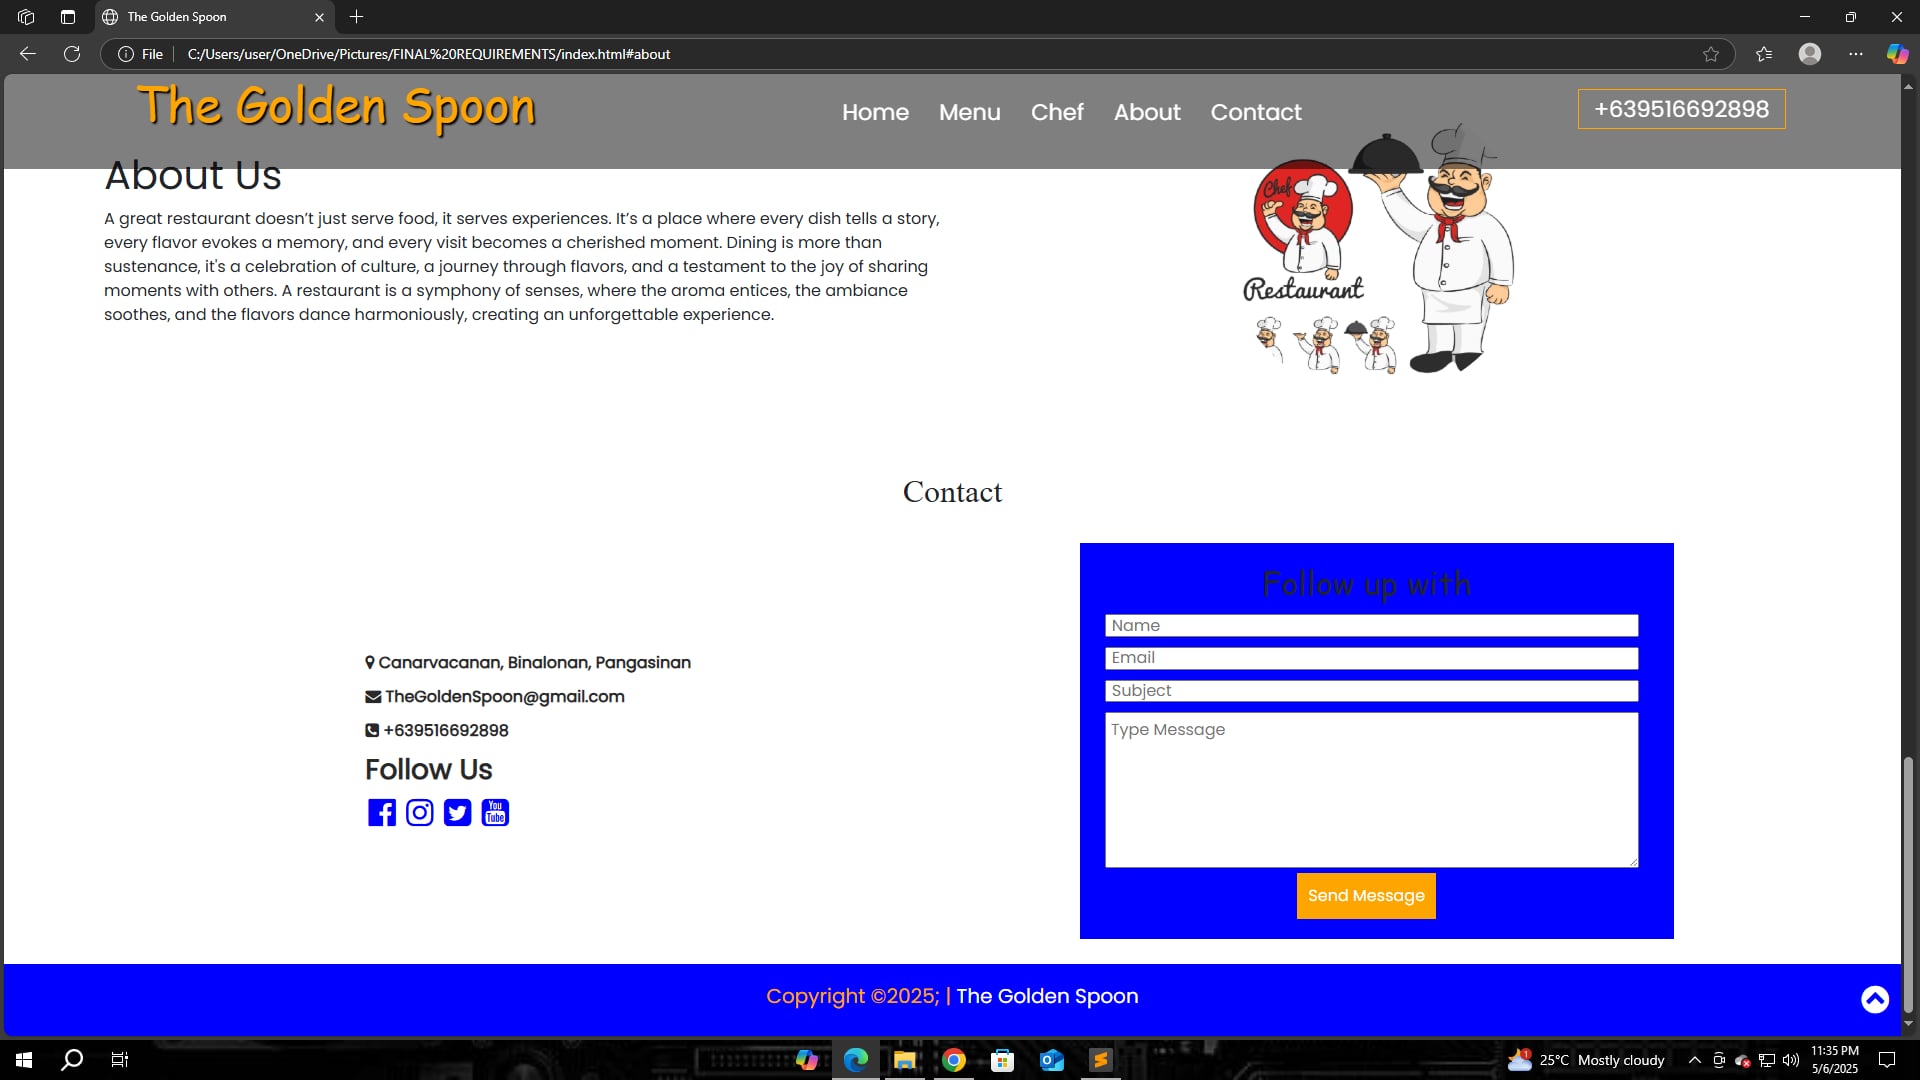 The Golden Spoon
File
C:/Users/user/OneDrive/Pictures/FINAL%20REQUIREMENTS/index.html#about
The Golden Spoon
Home Menu Chef About Contact
+639516692898
About Us
A great restaurant doesn’t just serve food, it serves experiences. It’s a place where every dish tells a story,
every flavor evokes a memory, and every visit becomes a cherished moment. Dining is more than
sustenance, it's a celebration of culture, a journey through flavors, and a testament to the joy of sharing
moments with others. A restaurant is a symphony of senses, where the aroma entices, the ambiance
soothes, and the flavors dance harmoniously, creating an unforgettable experience.
Chef
Restaurant
Contact
Canarvacanan, Binalonan, Pangasinan
TheGoldenSpoon@gmail.com
+639516692898
Follow Us
You
Tube
Follow up with
Name
Email
Subject
Type Message
Send Message
Copyright ©2025; | The Golden Spoon
1
25°C Mostly cloudy
11:35 PM
5/6/2025